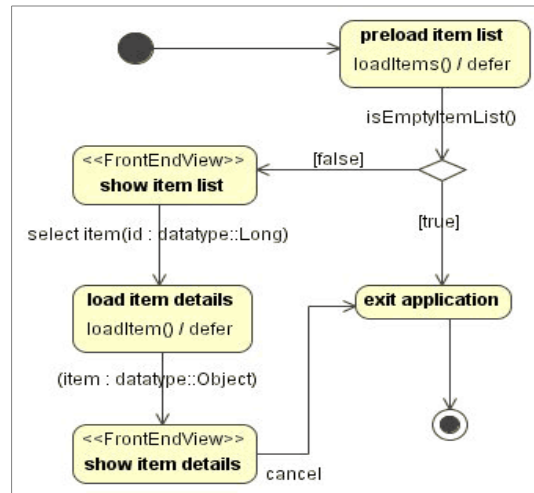 preload item list
loadItems() / defer
isEmptyItemList()
[false]
<<FrontEndView>>
show item list
[true]
select item(id : datatype::Long)
load item details
loadItem() / defer
exit application
(item : datatype::Object)
<<FrontEndView>>
show item details
cancel